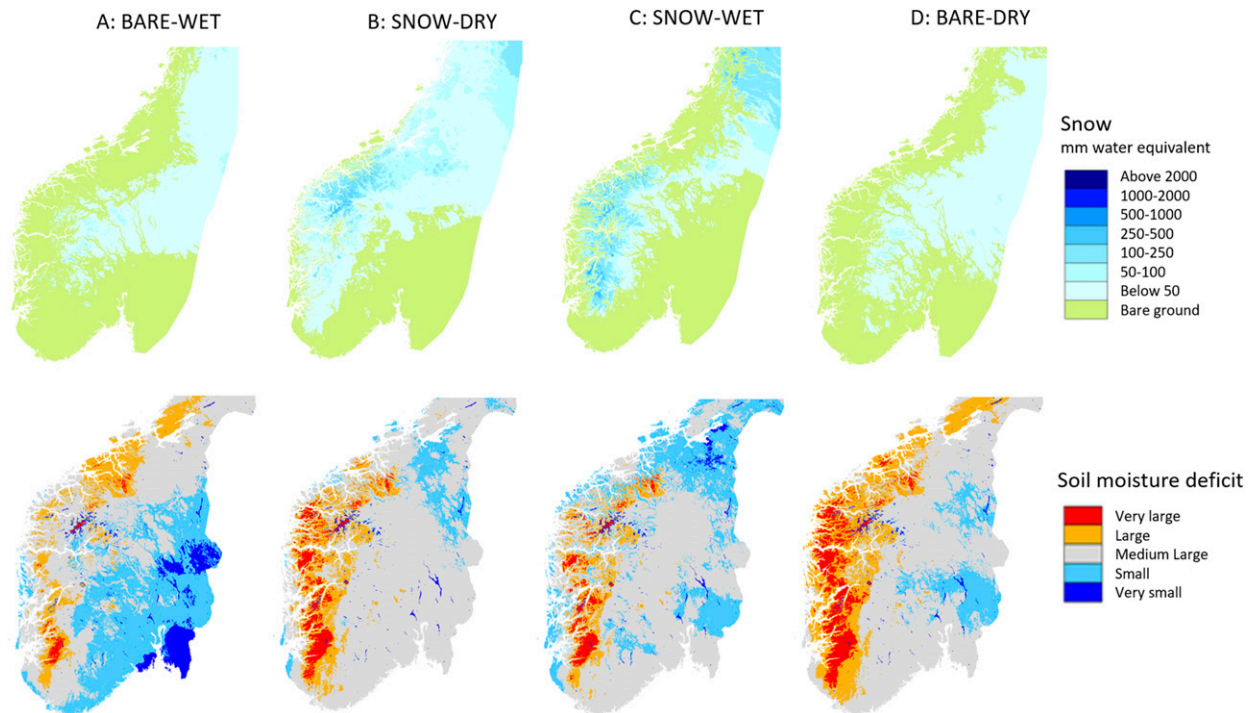 A: BARE-WET
B: SNOW-DRY
C: SNOW-WET
D: BARE-DRY
Snow
mm water equivalent
Above 2000
1000-2000
500-1000
250-500
100-250
50-100
Below 50
Bare ground
Soil moisture deficit
Very large
Large
Medium Large
Small
Very small